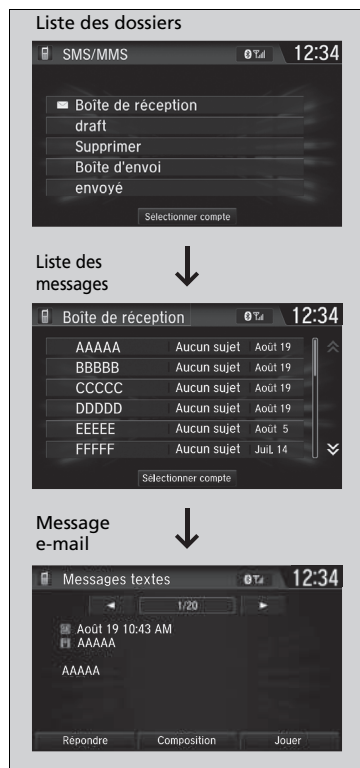 Liste des dossiers
SMS/MMS 12:34
Boîte de réception
draft
Supprimer
Boîte d'envoi
envoyé
Sélectionner compte
Liste des
messages
Boîte de réception 12:34
AAAAA Aucun sujet Août 19
BBBBB Aucun sujet Août 19
CCCCC Aucun sujet Août 19
DDDDD Aucun sujet Août 19
EEEEE Aucun sujet Août 5
FFFFF Aucun sujet Juil. 14
Sélectionner compte
Message
e-mail
Messages textes 12:34
1/20
Août 19 10:43 AM
AAAAA
AAAAA
Répondre Composition Jouer